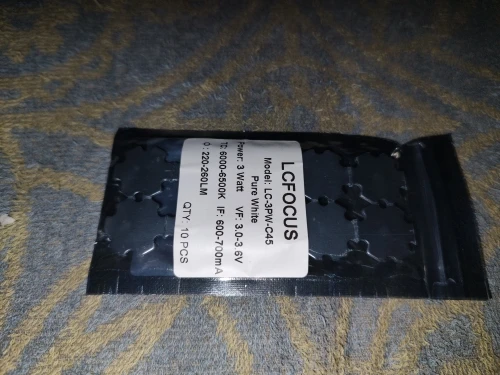 LCFOCUS
Model: LC-3PW-C45
Pure White
Power: 3 Watt VF: 3.0-3.6V
TC: 6000-6500K IF: 600-700mA
O : 220-260LM
QTY: 10 PCS